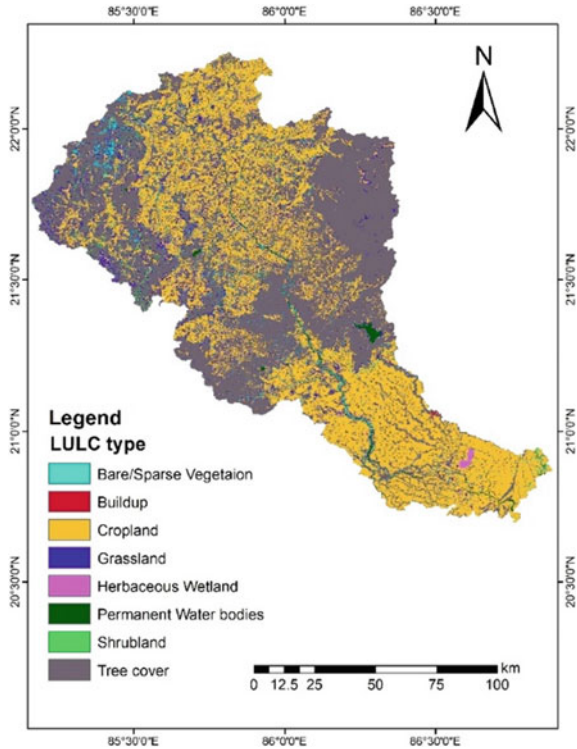 85°30'0"E 86°0'0"E 86°30'0"E
N
22°0'0"N 22°0'0"N
21°30'0"N 21°30'0"N
21°0'0"N 21°0'0"N
20°30'0"N 20°30'0"N
Legend
LULC type
Bare/Sparse Vegetaion
Buildup
Cropland
Grassland
Herbaceous Wetland
Permanent Water bodies
Shrubland
Tree cover
km
0 12.5 25 50 75 100
85°30'0"E 86°0'0"E 86°30'0"E